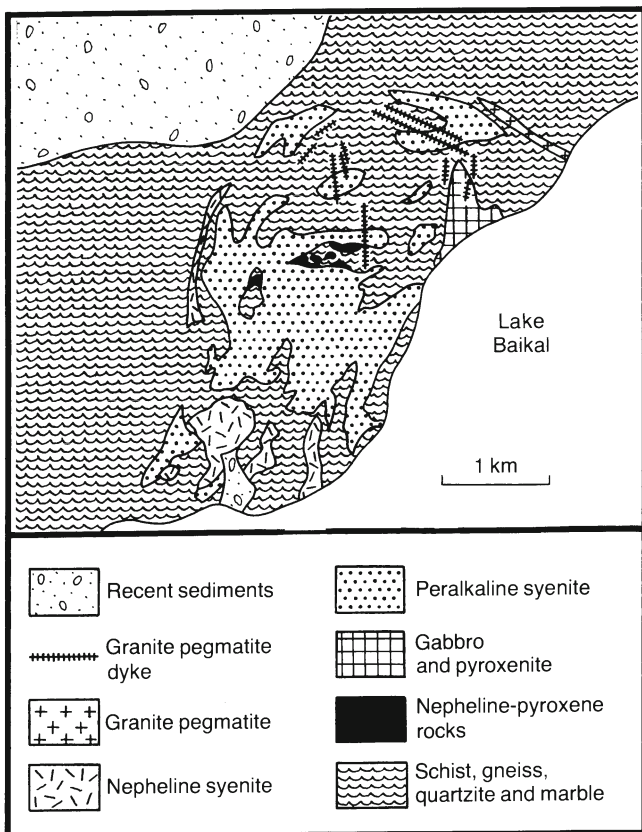 Lake
Baikal
1 km
Recent sediments
Granite pegmatite
dyke
Granite pegmatite
Nepheline syenite
Peralkaline syenite
Gabbro
and pyroxenite
Nepheline-pyroxene
rocks
Schist, gneiss,
quartzite and marble